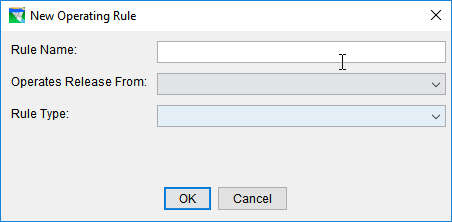 New Operating Rule
Rule Name:
Operates Release From:
Rule Type:
OK Cancel